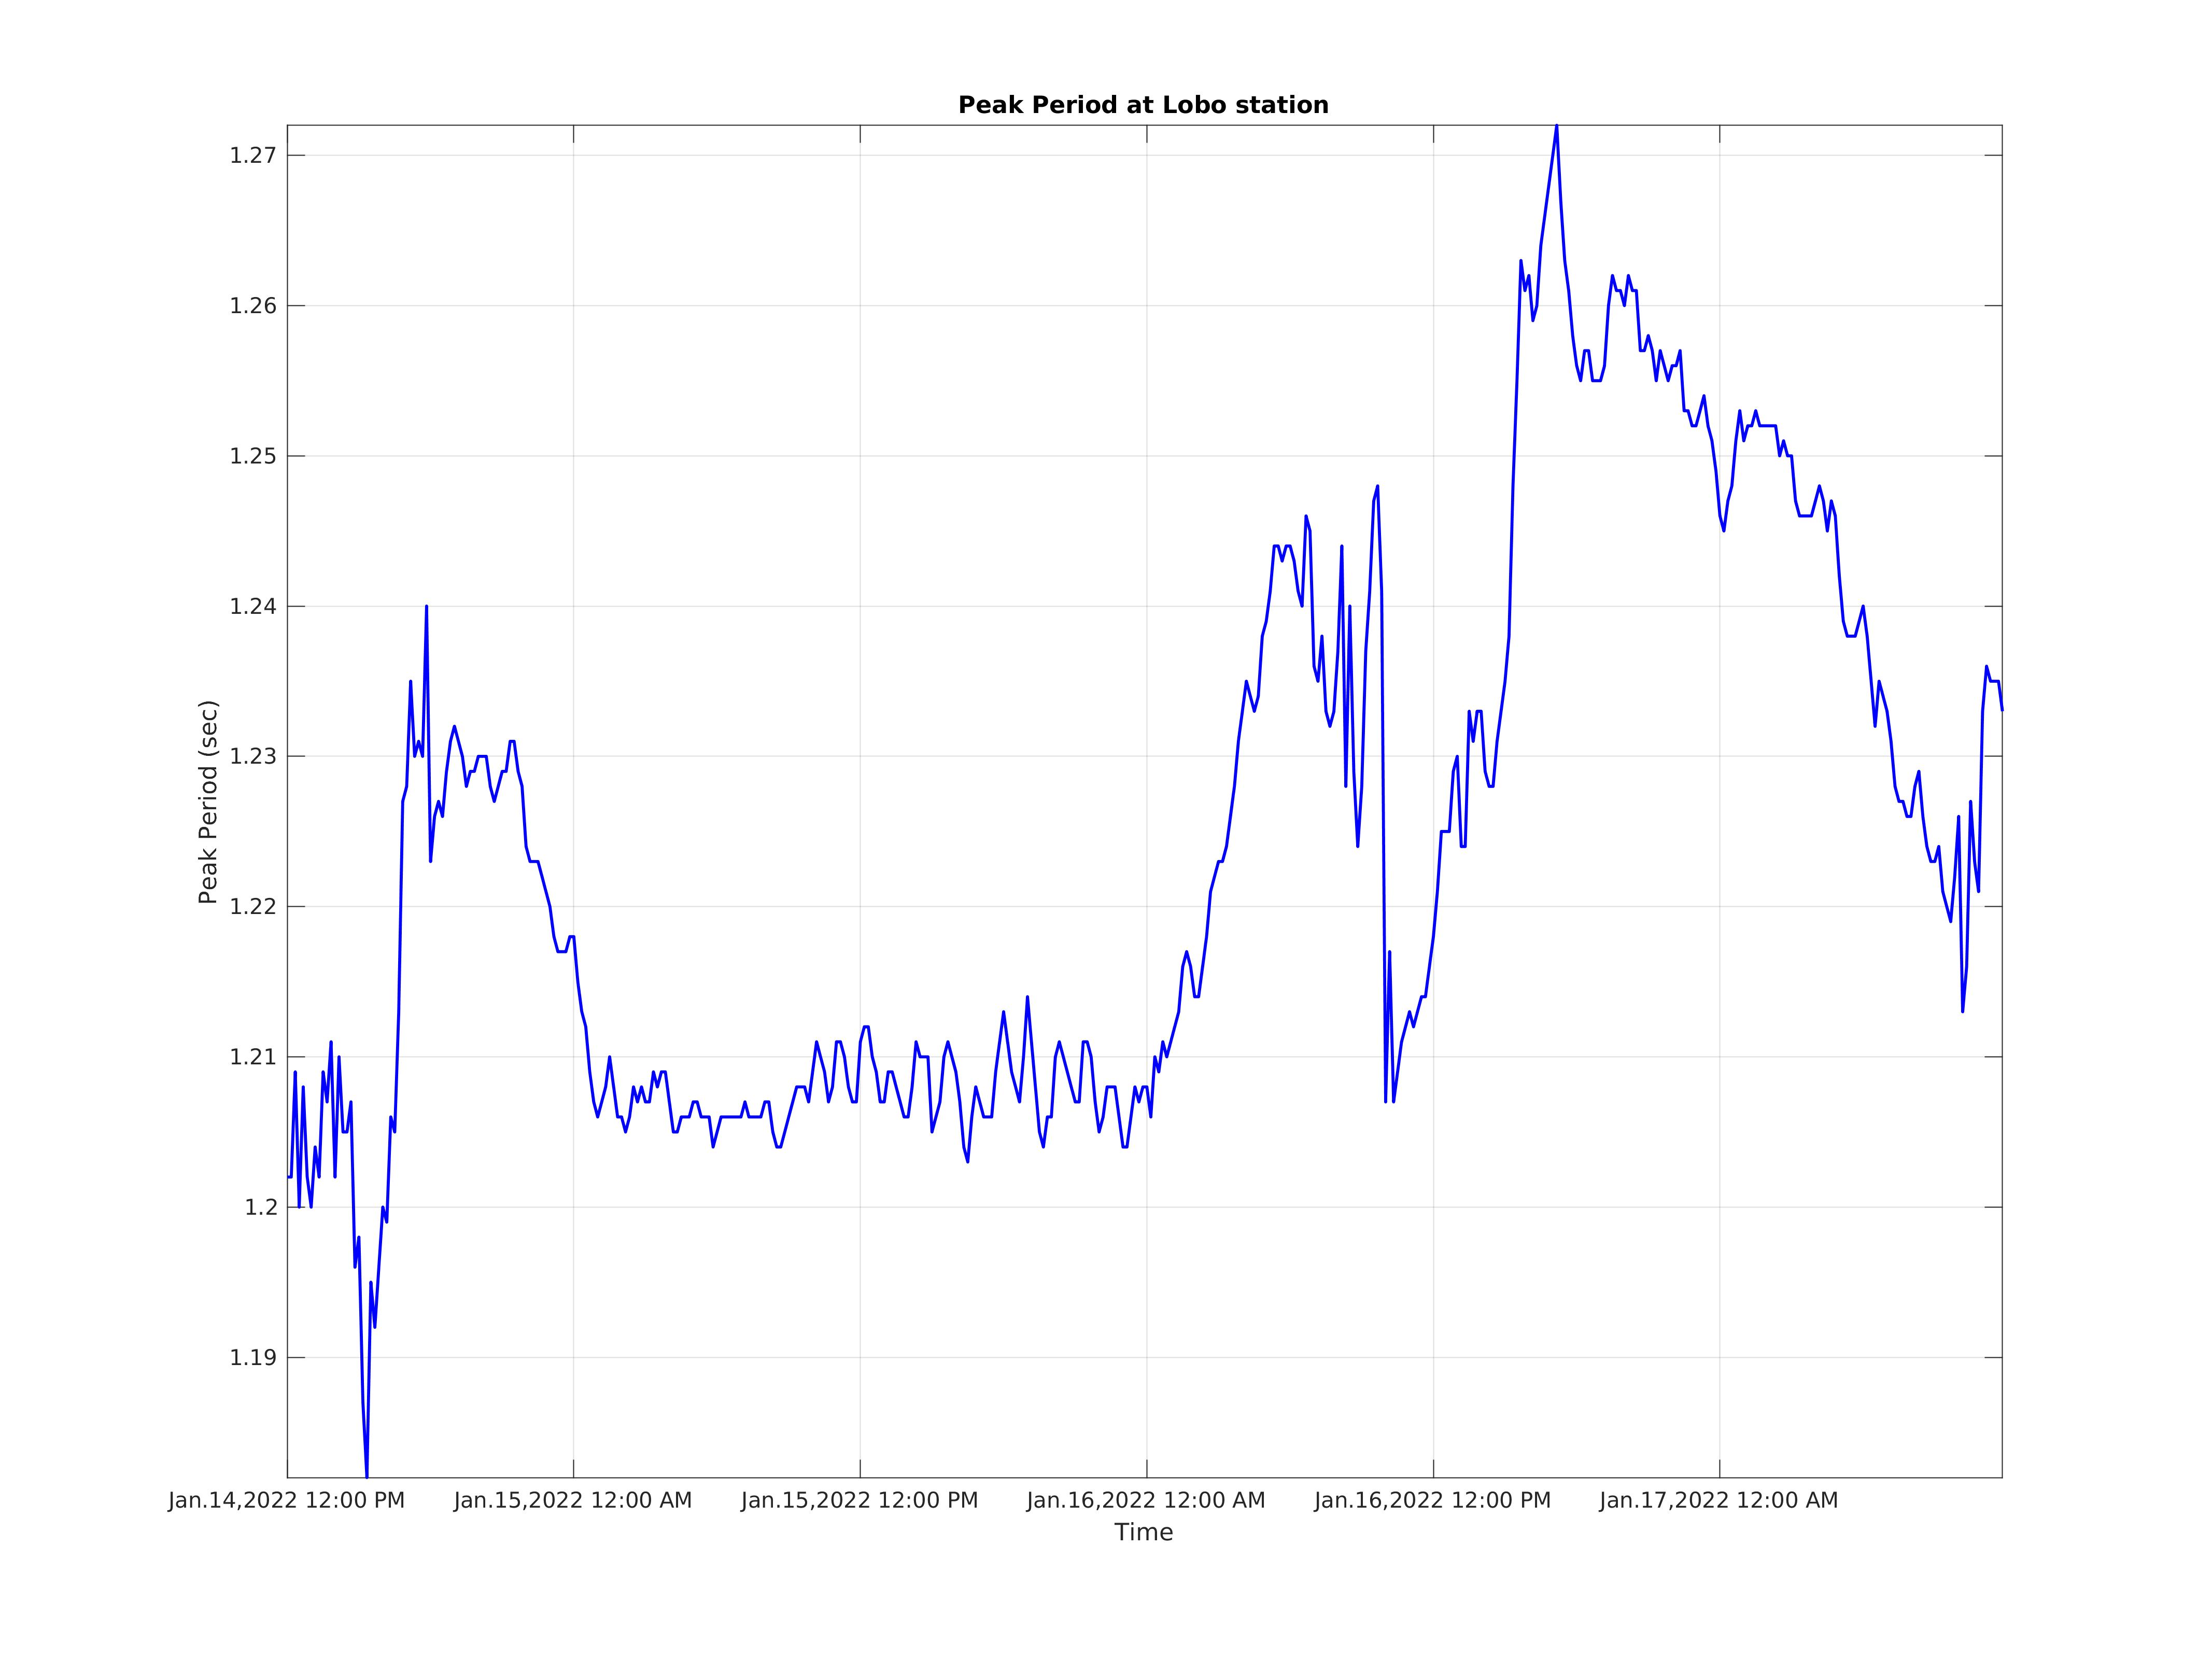 Peak Period at Lobo station
1.27
1.26
1.25
1.24
1.23
1.22
1.21
1.2
1.19
Peak Period (sec)
Jan.14,2022 12:00 PM
Jan.15,2022 12:00 AM
Jan.15,2022 12:00 PM
Jan.16,2022 12:00 AM
Jan.16,2022 12:00 PM
Jan.17,2022 12:00 AM
Time